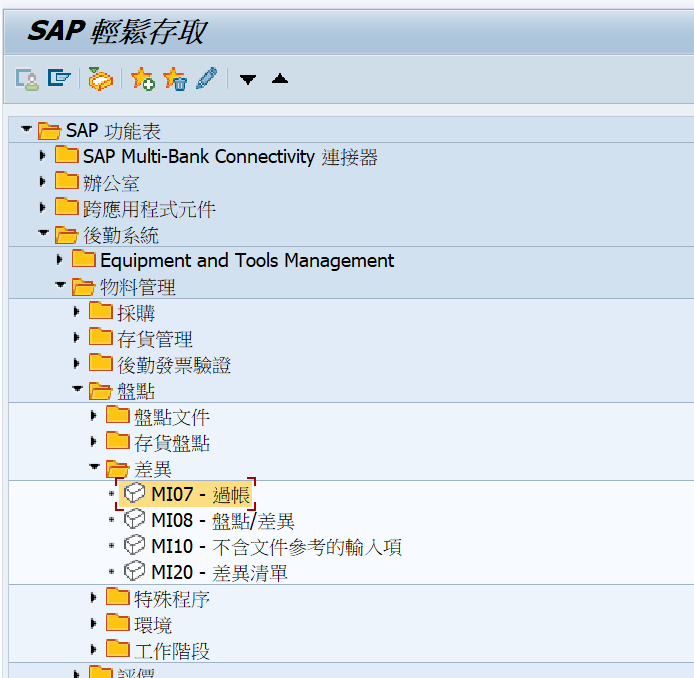 SAP 輕鬆存取
SAP 功能表
SAP Multi-Bank Connectivity 連接器
辦公室
跨應用程式元件
後勤系統
Equipment and Tools Management
物料管理
採購
存貨管理
後勤發票驗證
盤點
盤點文件
存貨盤點
差異
MI07 - 過帳
MI08 - 盤點/差異
MI10 - 不含文件參考的輸入項
MI20 - 差異清單
特殊程序
環境
工作階段
評價